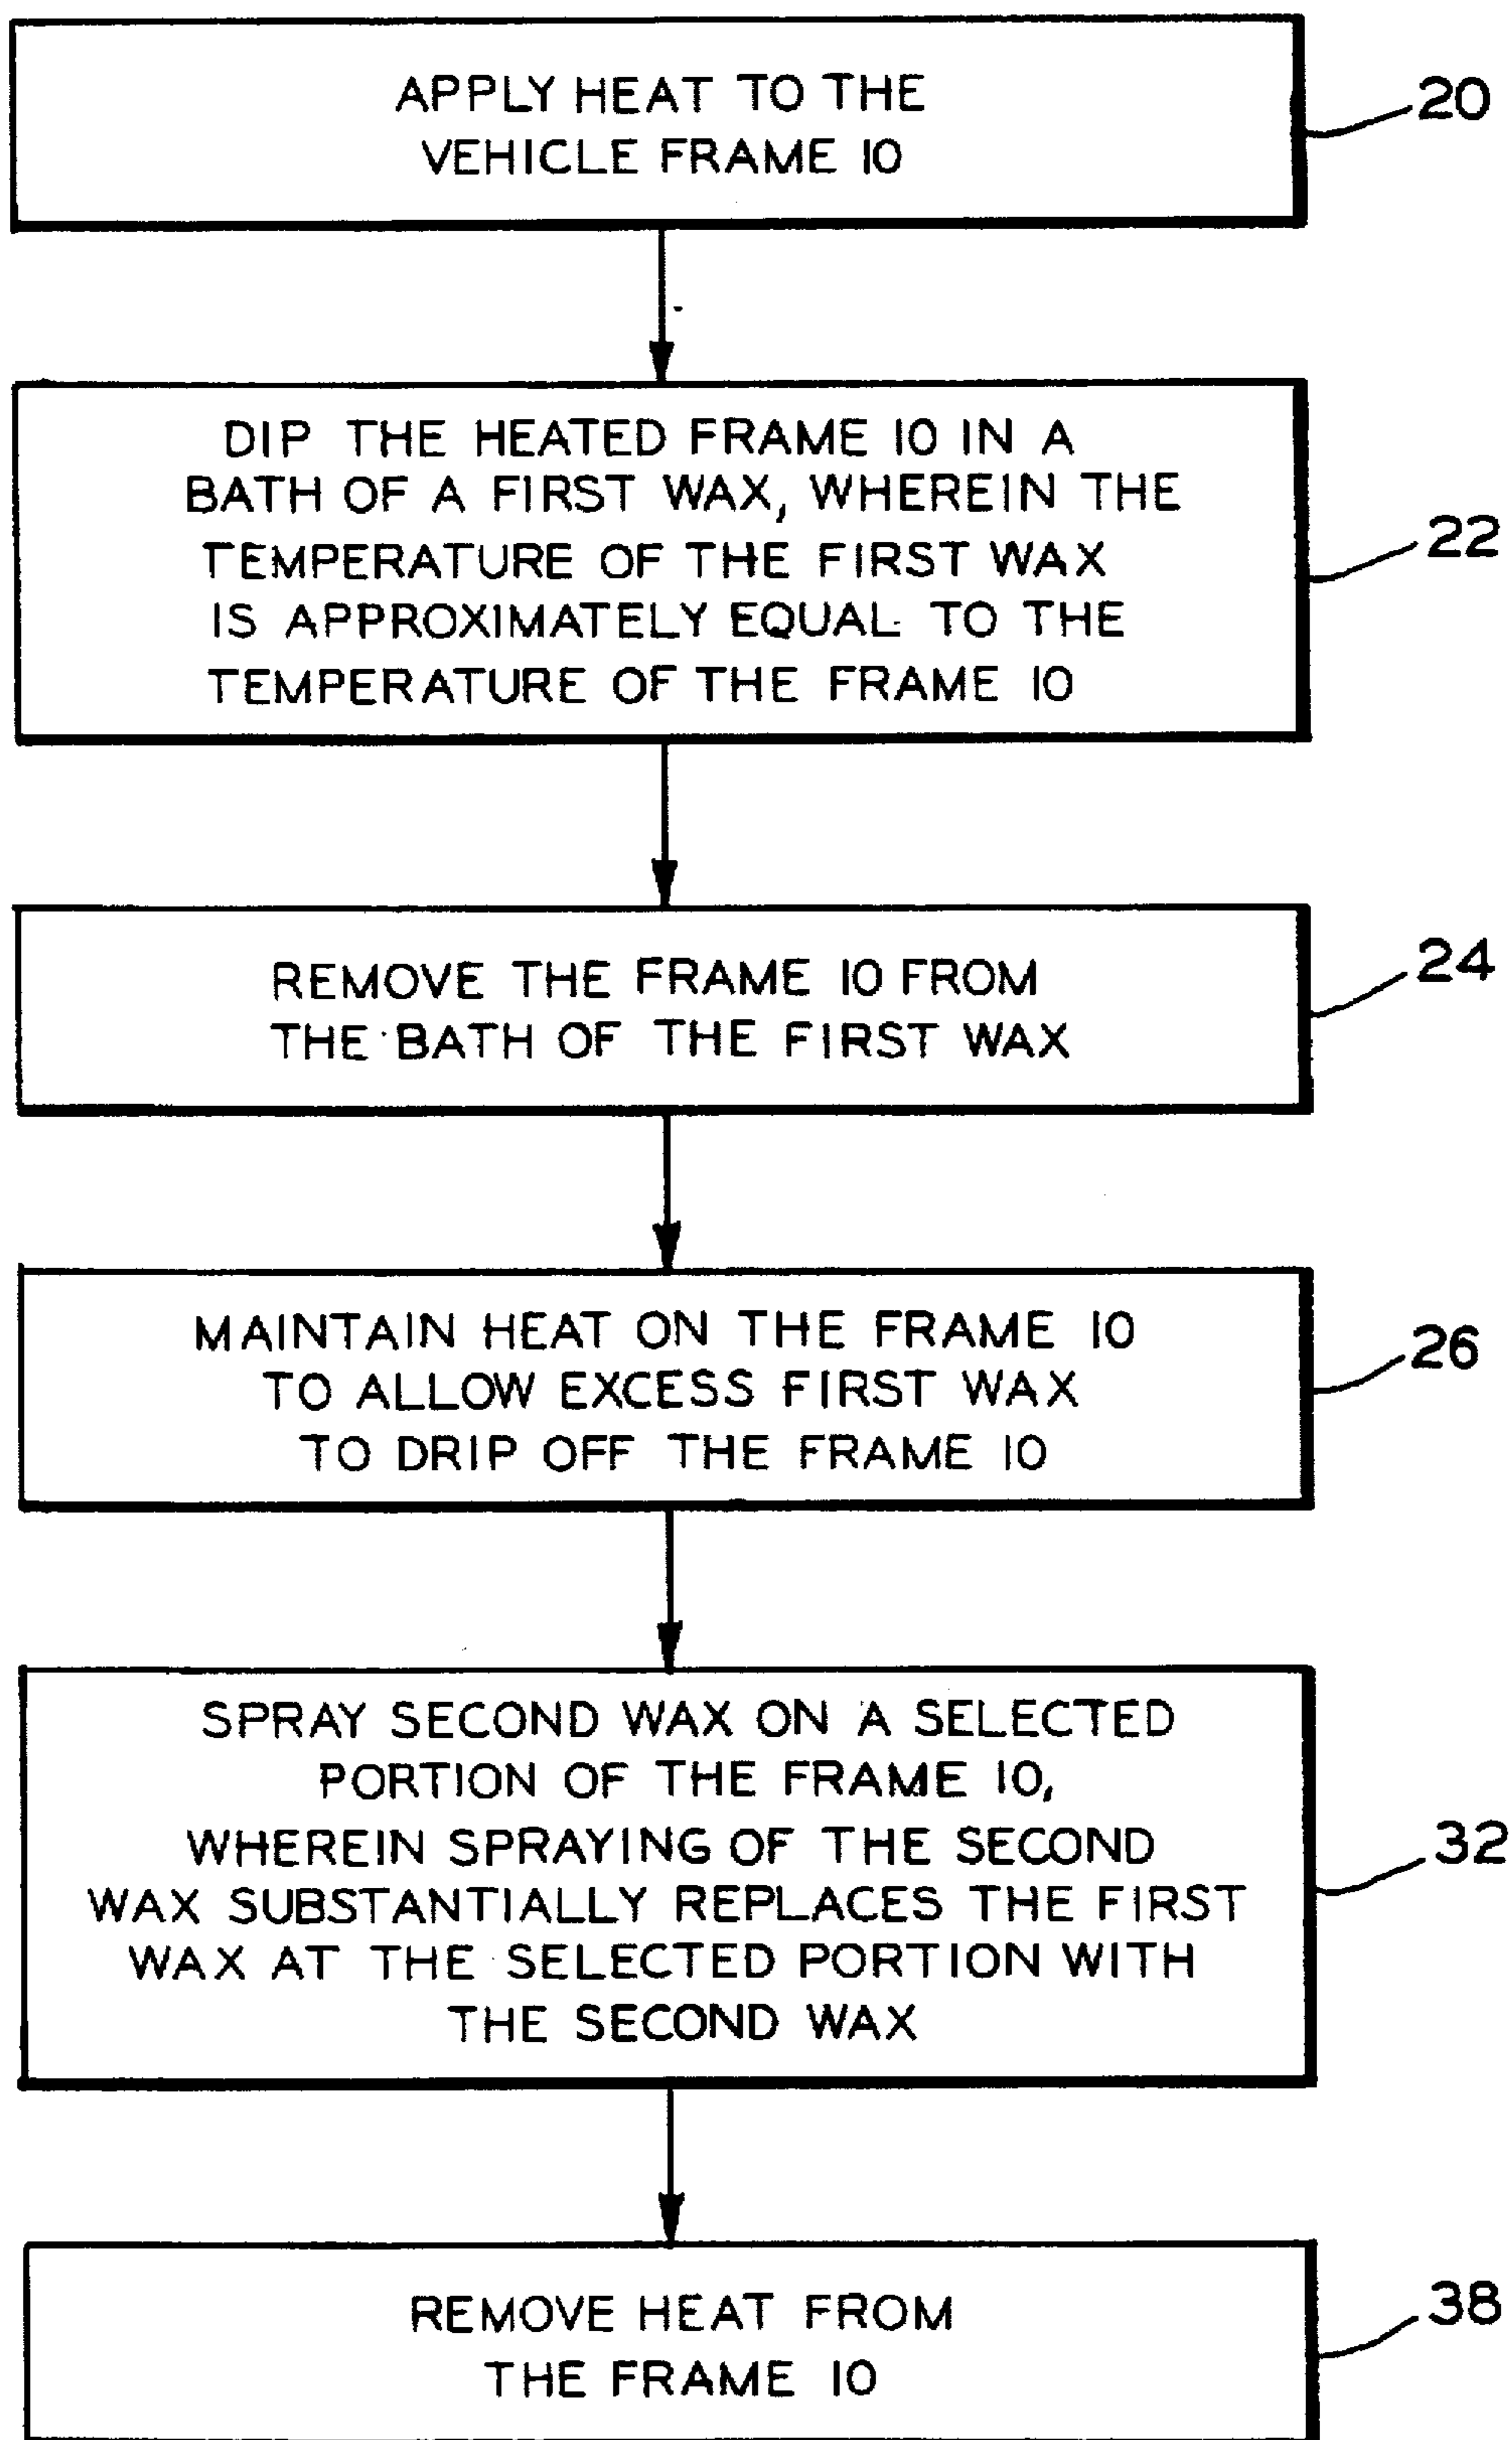 APPLY HEAT TO THE
VEHICLE FRAME 10
20
DIP THE HEATED FRAME 10 IN A
BATH OF A FIRST WAX, WHEREIN THE
TEMPERATURE OF THE FIRST WAX
IS APPROXIMATELY EQUAL TO THE
TEMPERATURE OF THE FRAME 10
22
REMOVE THE FRAME 10 FROM
THE BATH OF THE FIRST WAX
24
MAINTAIN HEAT ON THE FRAME 10
TO ALLOW EXCESS FIRST WAX
TO DRIP OFF THE FRAME 10
26
SPRAY SECOND WAX ON A SELECTED
PORTION OF THE FRAME 10,
WHEREIN SPRAYING OF THE SECOND
WAX SUBSTANTIALLY REPLACES THE FIRST
WAX AT THE SELECTED PORTION WITH
THE SECOND WAX
32
REMOVE HEAT FROM
THE FRAME 10
38